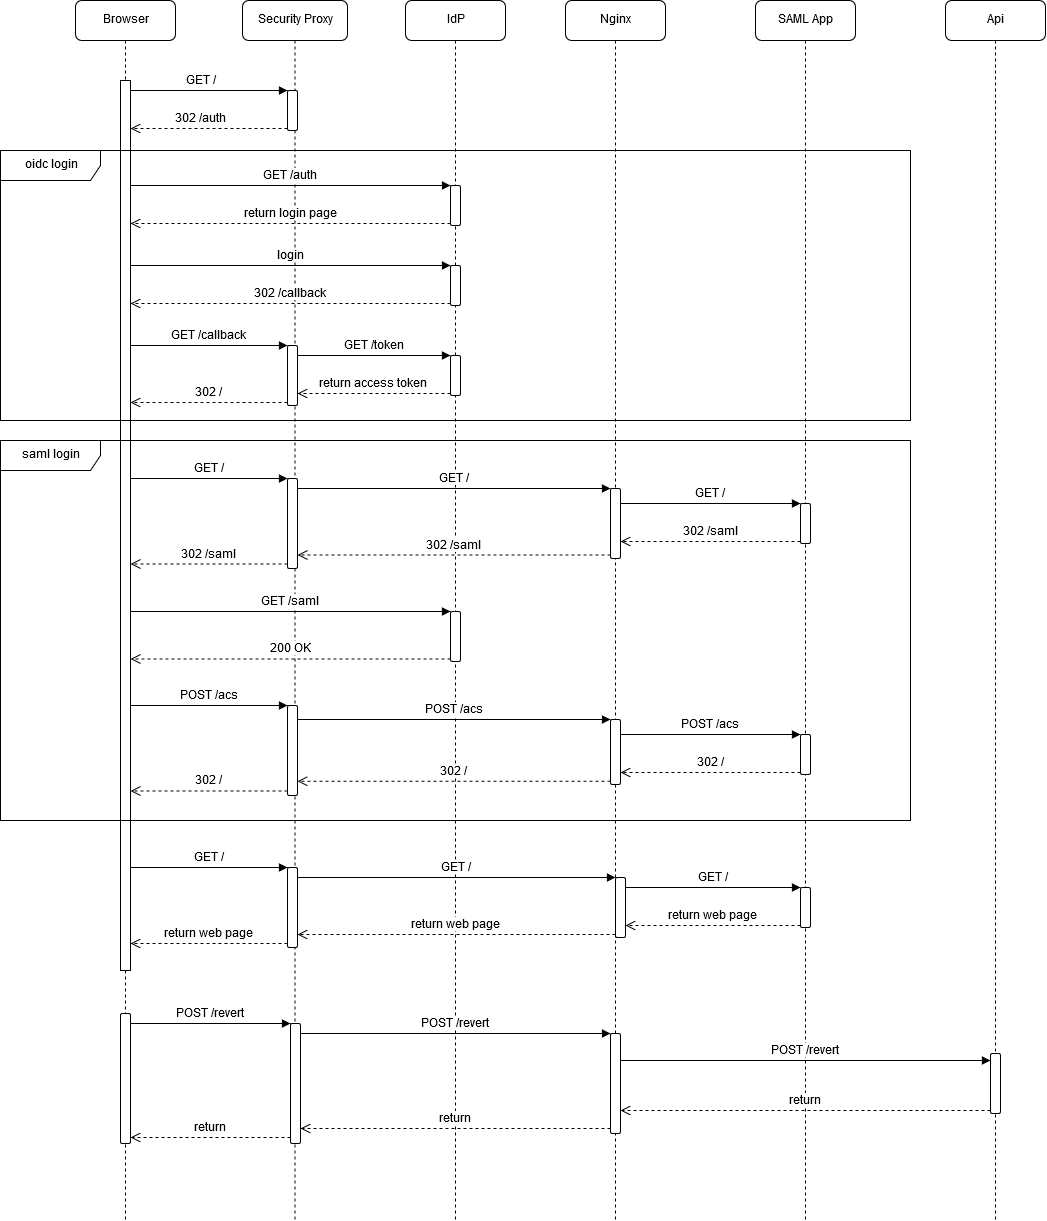 Browser
Security Proxy
IdP
Nginx
SAML App
Api
GET /
302 /auth
oidc login
GET /auth
return login page
login
302 /callback
GET /callback
GET /token
return access token
302 /
saml login
GET /
GET /
GET /
302 /saml
302 /saml
302 /saml
GET /saml
200 OK
POST /acs
POST /acs
POST /acs
302 /
302 /
302 /
GET /
GET /
GET /
return web page
return web page
return web page
POST /revert
POST /revert
POST /revert
return
return
return